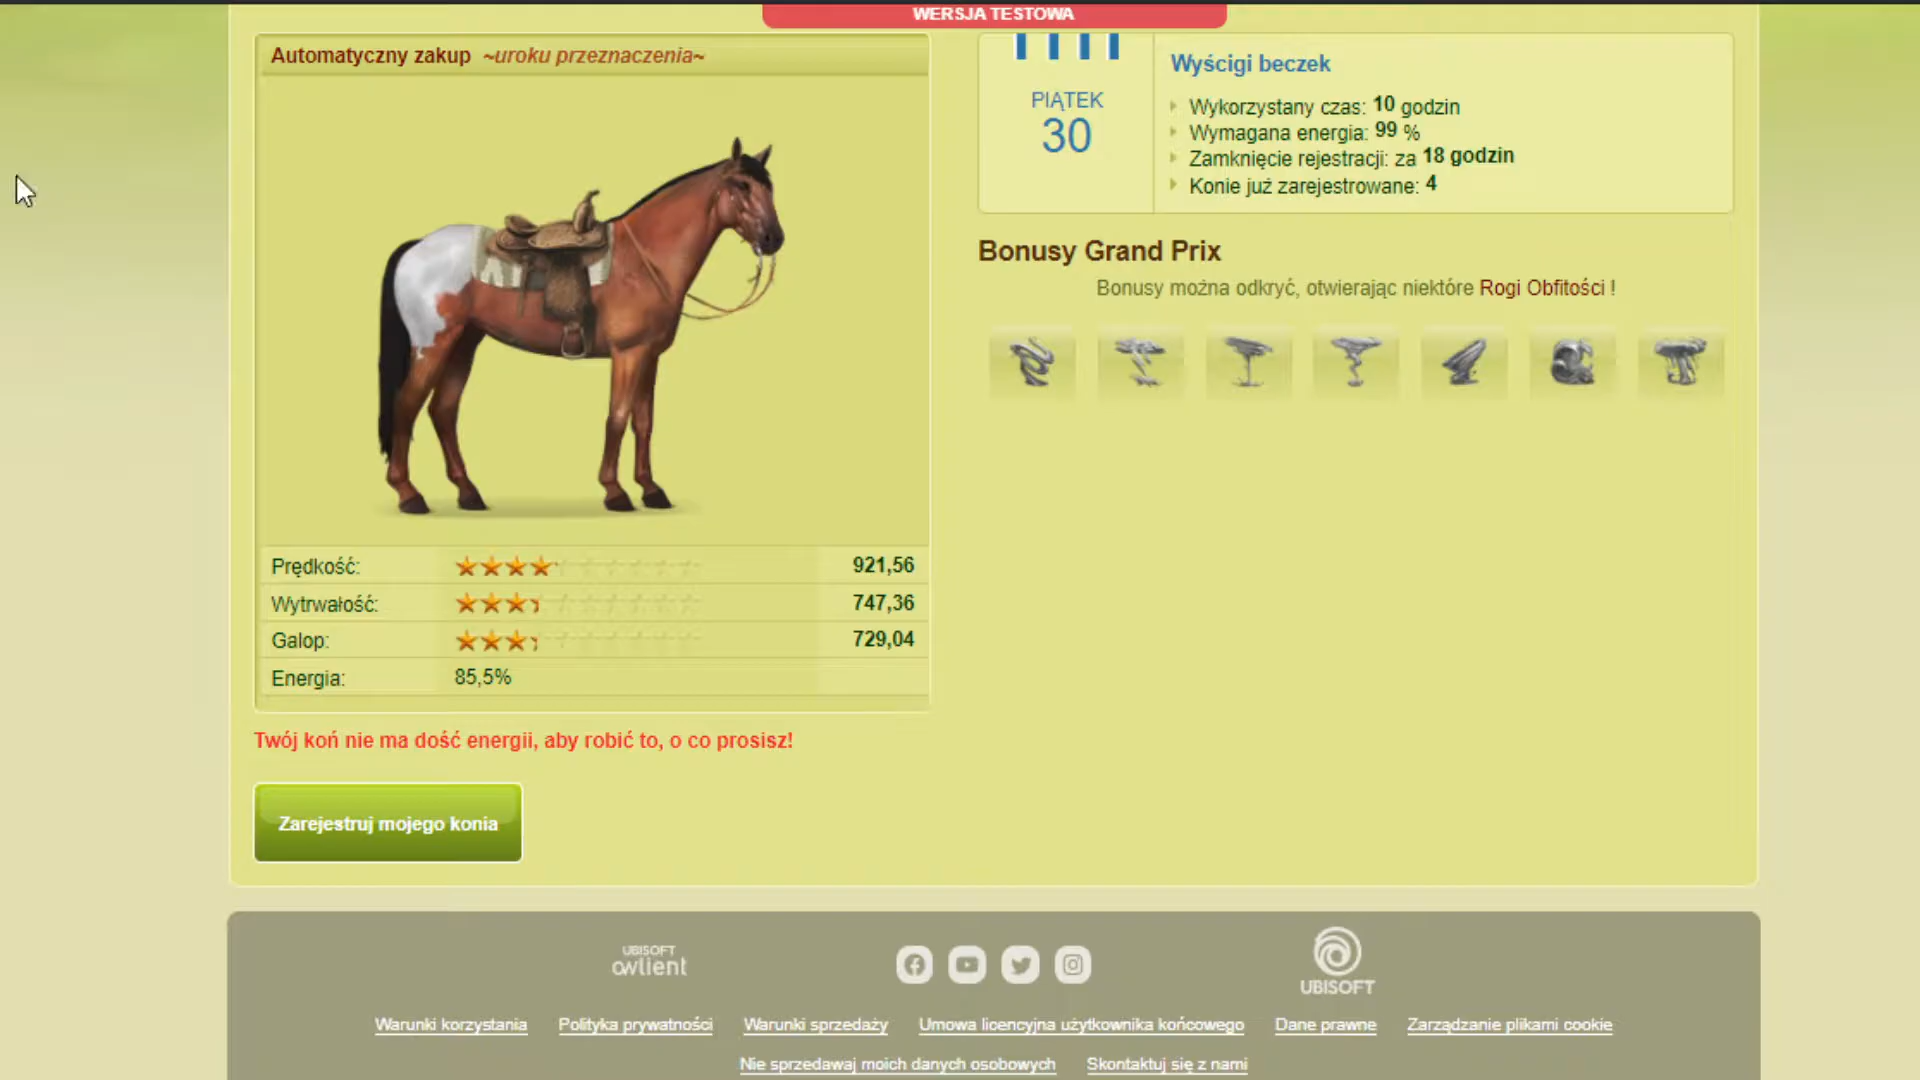 WERSJA TESTOWA
Automatyczny zakup ~uroku przeznaczenia~
PIĄTEK
30
Wyścigi beczek
Wykorzystany czas: 10 godzin
Wymagana energia: 99 %
Zamknięcie rejestracji: za 18 godzin
Konie już zarejestrowane: 4
Bonusy Grand Prix
Bonusy można odkryć, otwierając niektóre Rogi Obfitości !
Prędkość: 921,56
Wytrwałość: 747,36
Galop: 729,04
Energia: 85,5%
Twój koń nie ma dość energii, aby robić to, o co prosisz!
Zarejestruj mojego konia
UBISOFT
owlient
UBISOFT
Warunki korzystania Polityka prywatności Warunki sprzedaży Umowa licencyjna użytkownika końcowego Dane prawne Zarządzanie plikami cookie
Nie sprzedawaj moich danych osobowych Skontaktuj się z nami